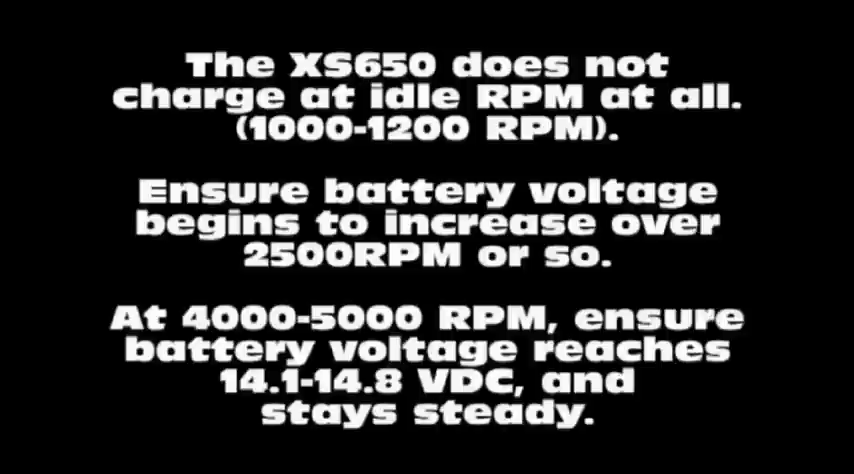 The XS650 does not
charge at idle RPM at all.
(1000-1200 RPM).
Ensure battery voltage
begins to increase over
2500RPM or so.
At 4000-5000 RPM, ensure
battery voltage reaches
14.1-14.8 VDC, and
stays steady.